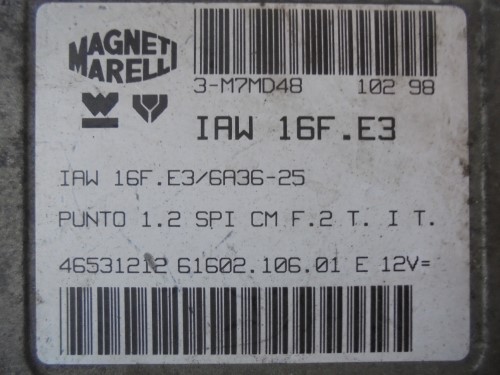 MAGNETI
MARELLI
3-M7MD48 102 98
IAW 16F.E3
IAW 16F.E3/6A36-25
PUNTO 1.2 SPI CM F.2 T. I T.
46531212 61602.106.01 E 12V=